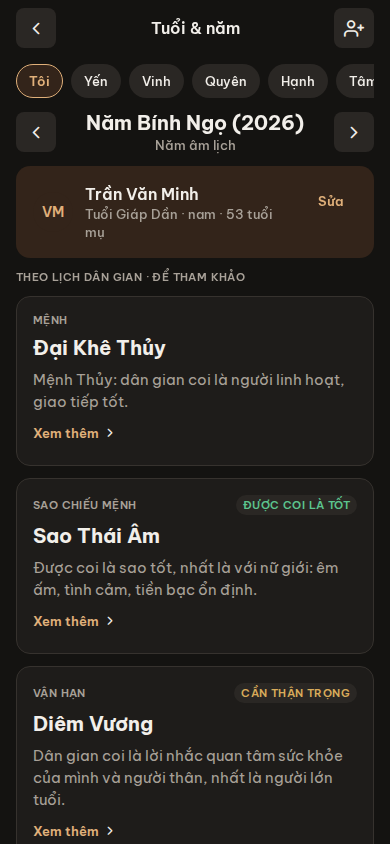 Tuổi & năm
Tôi Yến Vinh Quyên Hạnh Tâm
Năm Bính Ngọ (2026)
Năm âm lịch
VM
Trần Văn Minh
Tuổi Giáp Dần · nam · 53 tuổi
mụ
Sửa
THEO LỊCH DÂN GIAN · ĐỂ THAM KHẢO
MỆNH
Đại Khê Thủy
Mệnh Thủy: dân gian coi là người linh hoạt,
giao tiếp tốt.
Xem thêm
SAO CHIẾU MỆNH
ĐƯỢC COI LÀ TỐT
Sao Thái Âm
Được coi là sao tốt, nhất là với nữ giới: êm
ấm, tình cảm, tiền bạc ổn định.
Xem thêm
VẬN HẠN
CẨN THẬN TRỌNG
Diêm Vương
Dân gian coi là lời nhắc quan tâm sức khỏe
của mình và người thân, nhất là người lớn
tuổi.
Xem thêm